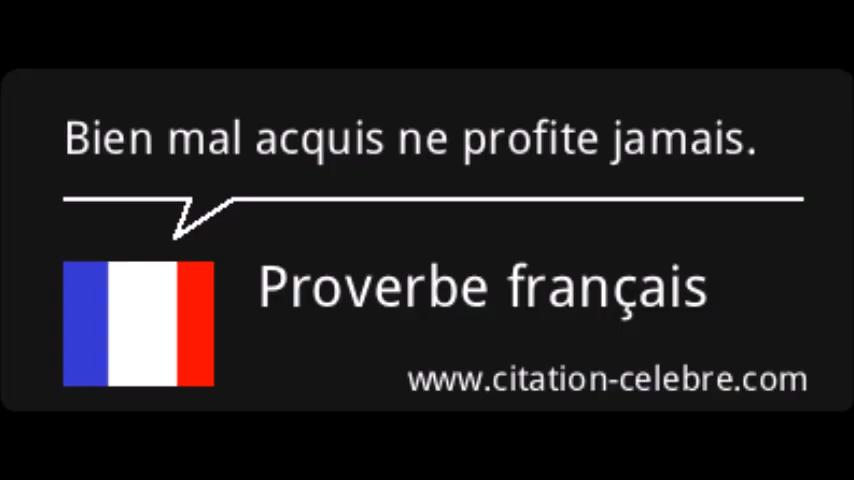 Bien mal acquis ne profite jamais.
Proverbe français
www.citation-celebre.com